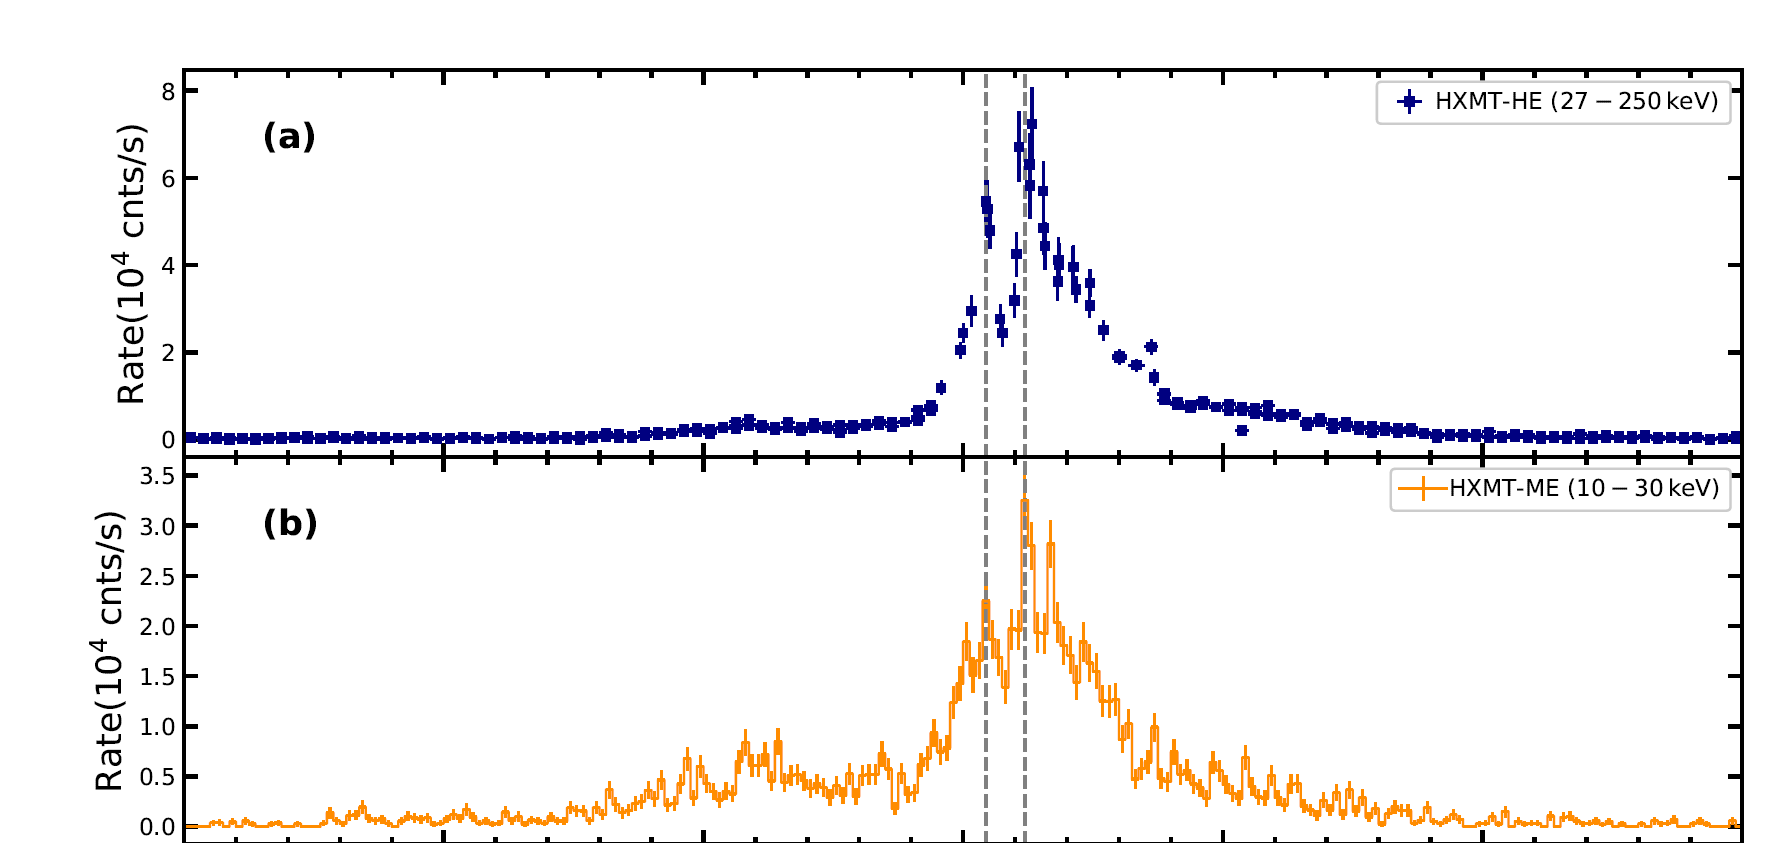 (a)
HXMT-HE (27 − 250 keV)
Rate(10⁴ cnts/s)
8
6
4
2
0
(b)
HXMT-ME (10 − 30 keV)
Rate(10⁴ cnts/s)
3.5
3.0
2.5
2.0
1.5
1.0
0.5
0.0